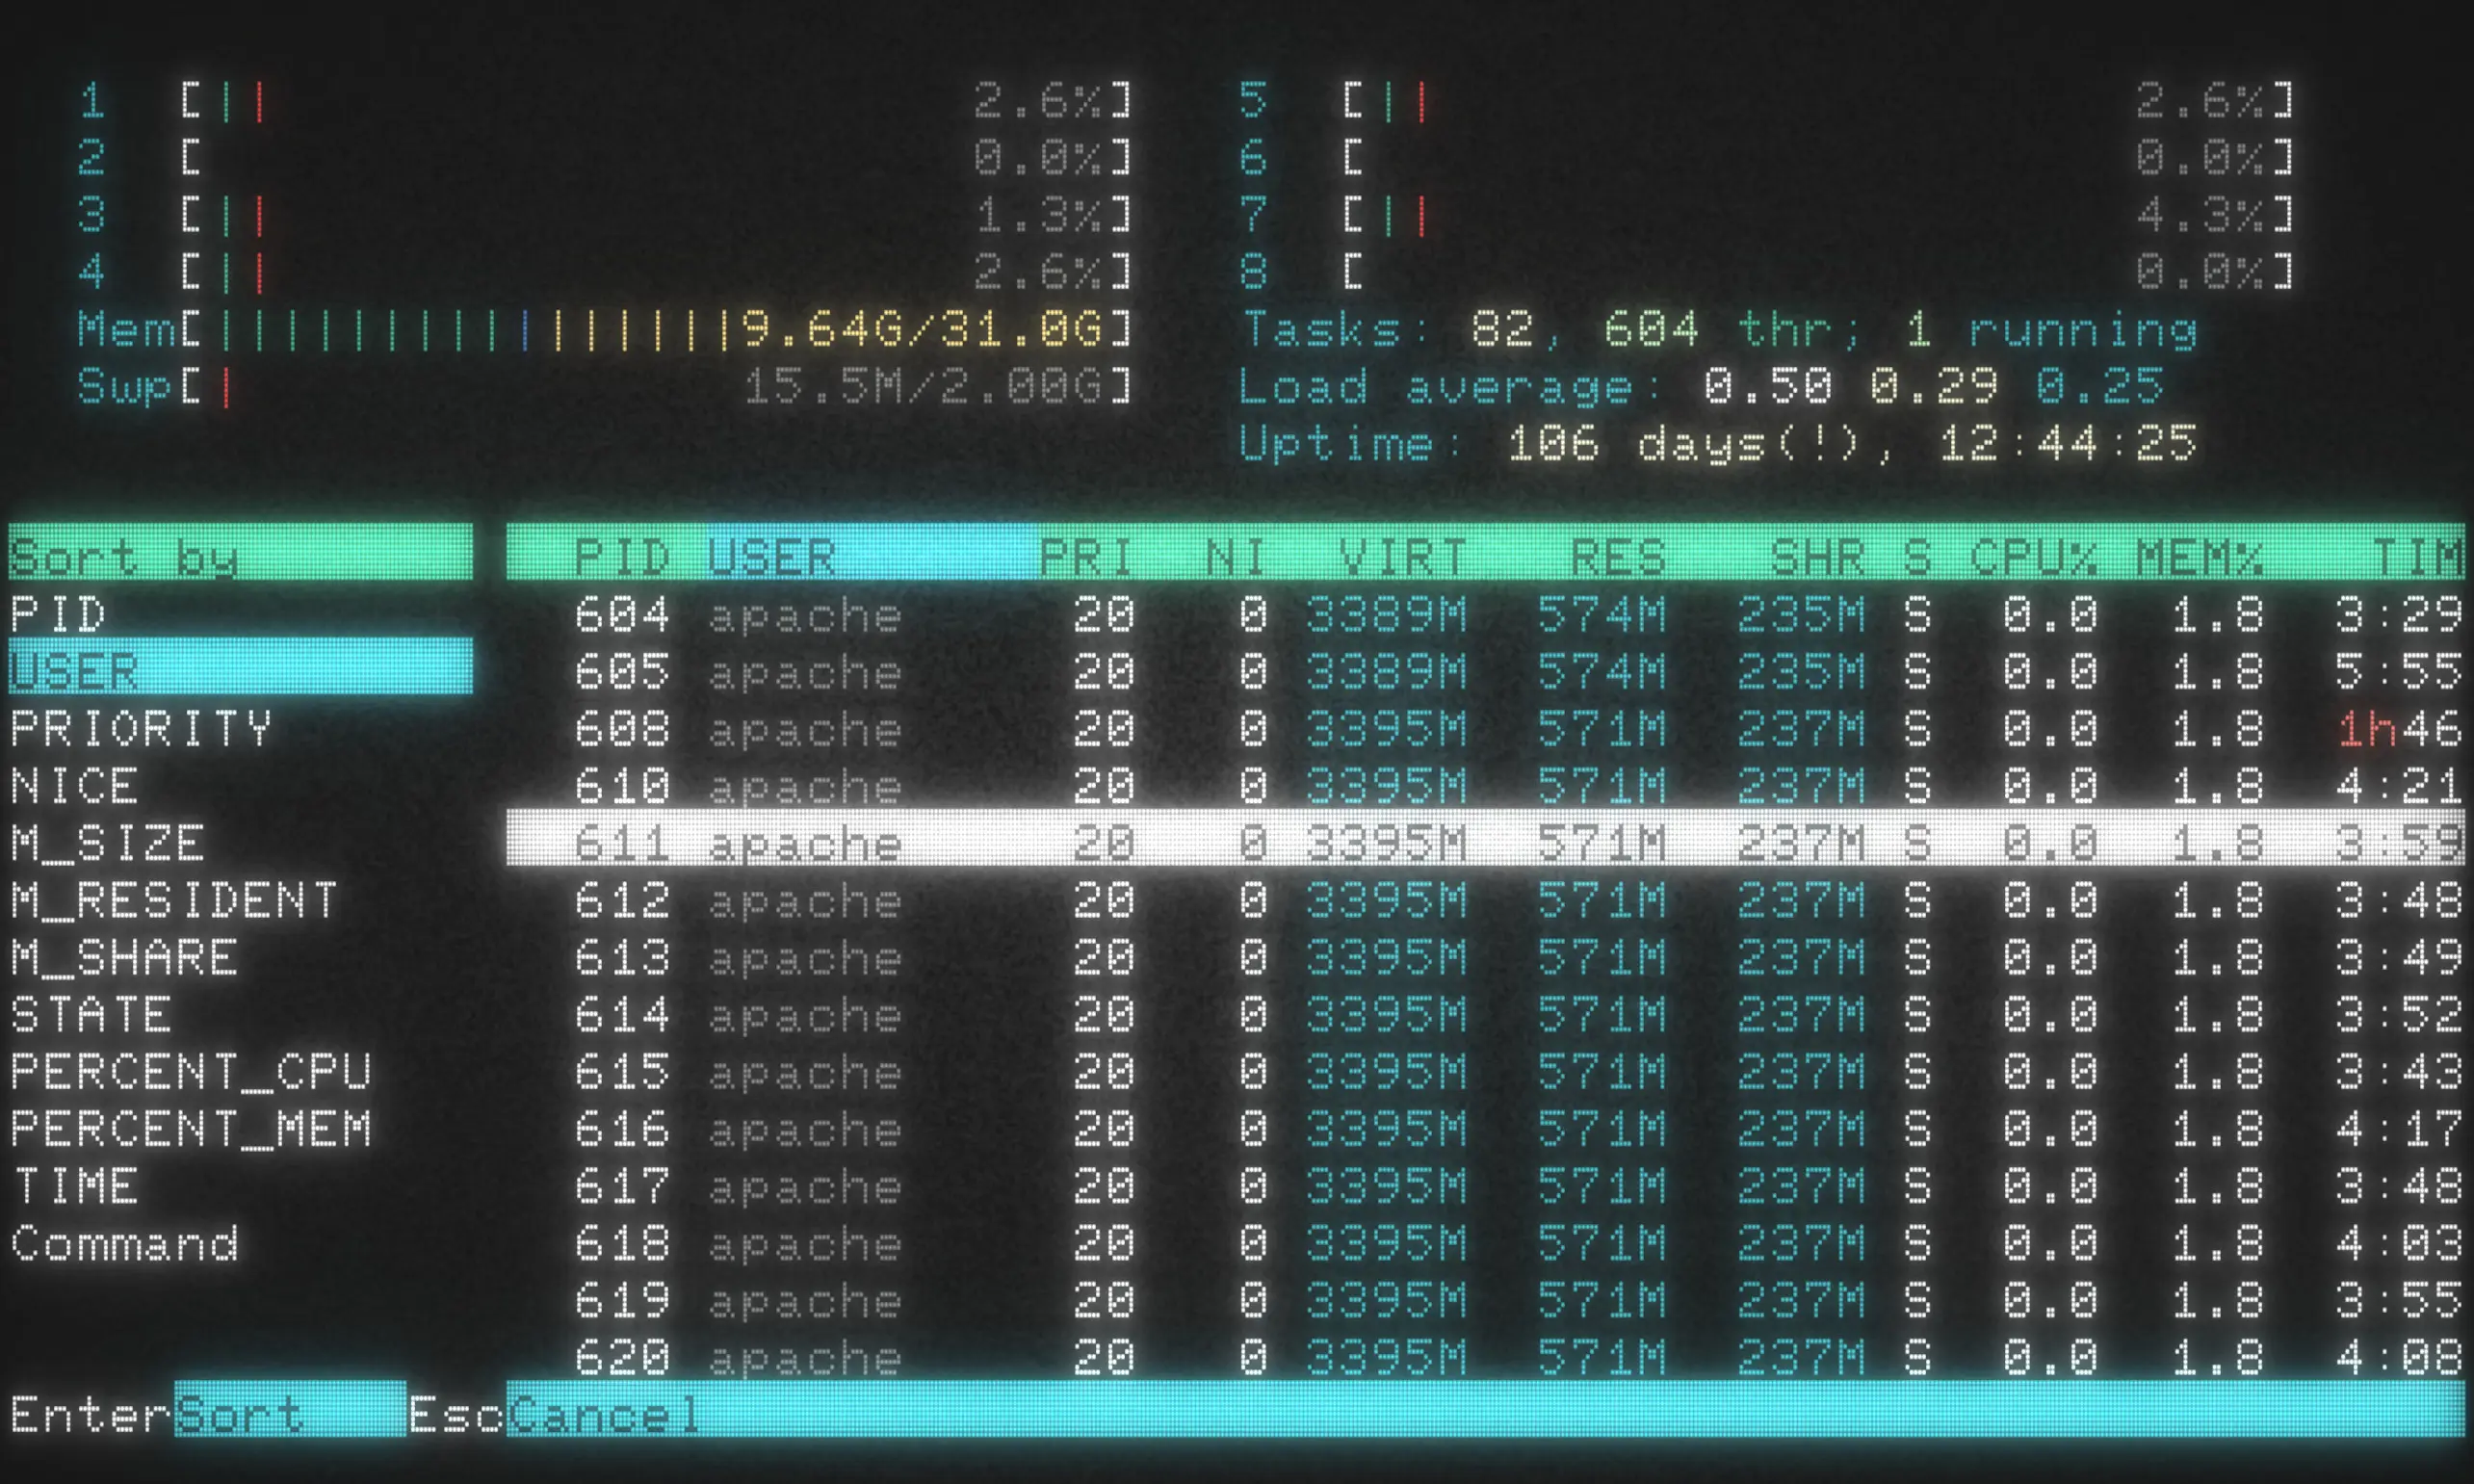 1 [|| 2.6%] 5 [|| 2.6%]
2 [ 0.0%] 6 [ 0.0%]
3 [|| 1.3%] 7 [|| 4.3%]
4 [|| 2.6%] 8 [ 0.0%]
Mem[||||||||||||||||9.64G/31.0G] Tasks: 82, 604 thr; 1 running
Swp[| 15.5M/2.00G] Load average: 0.50 0.29 0.25
Uptime: 106 days(!), 12:44:25
Sort by PID USER PRI NI VIRT RES SHR S CPU% MEM% TIM
PID 604 apache 20 0 3389M 574M 235M S 0.0 1.8 3:29
USER 605 apache 20 0 3389M 574M 235M S 0.0 1.8 5:55
PRIORITY 608 apache 20 0 3395M 571M 237M S 0.0 1.8 1h46
NICE 610 apache 20 0 3395M 571M 237M S 0.0 1.8 4:21
M_SIZE 611 apache 20 0 3395M 571M 237M S 0.0 1.8 3:59
M_RESIDENT 612 apache 20 0 3395M 571M 237M S 0.0 1.8 3:48
M_SHARE 613 apache 20 0 3395M 571M 237M S 0.0 1.8 3:49
STATE 614 apache 20 0 3395M 571M 237M S 0.0 1.8 3:52
PERCENT_CPU 615 apache 20 0 3395M 571M 237M S 0.0 1.8 3:43
PERCENT_MEM 616 apache 20 0 3395M 571M 237M S 0.0 1.8 4:17
TIME 617 apache 20 0 3395M 571M 237M S 0.0 1.8 3:48
Command 618 apache 20 0 3395M 571M 237M S 0.0 1.8 4:03
619 apache 20 0 3395M 571M 237M S 0.0 1.8 3:55
620 apache 20 0 3395M 571M 237M S 0.0 1.8 4:08
EnterSort EscCancel